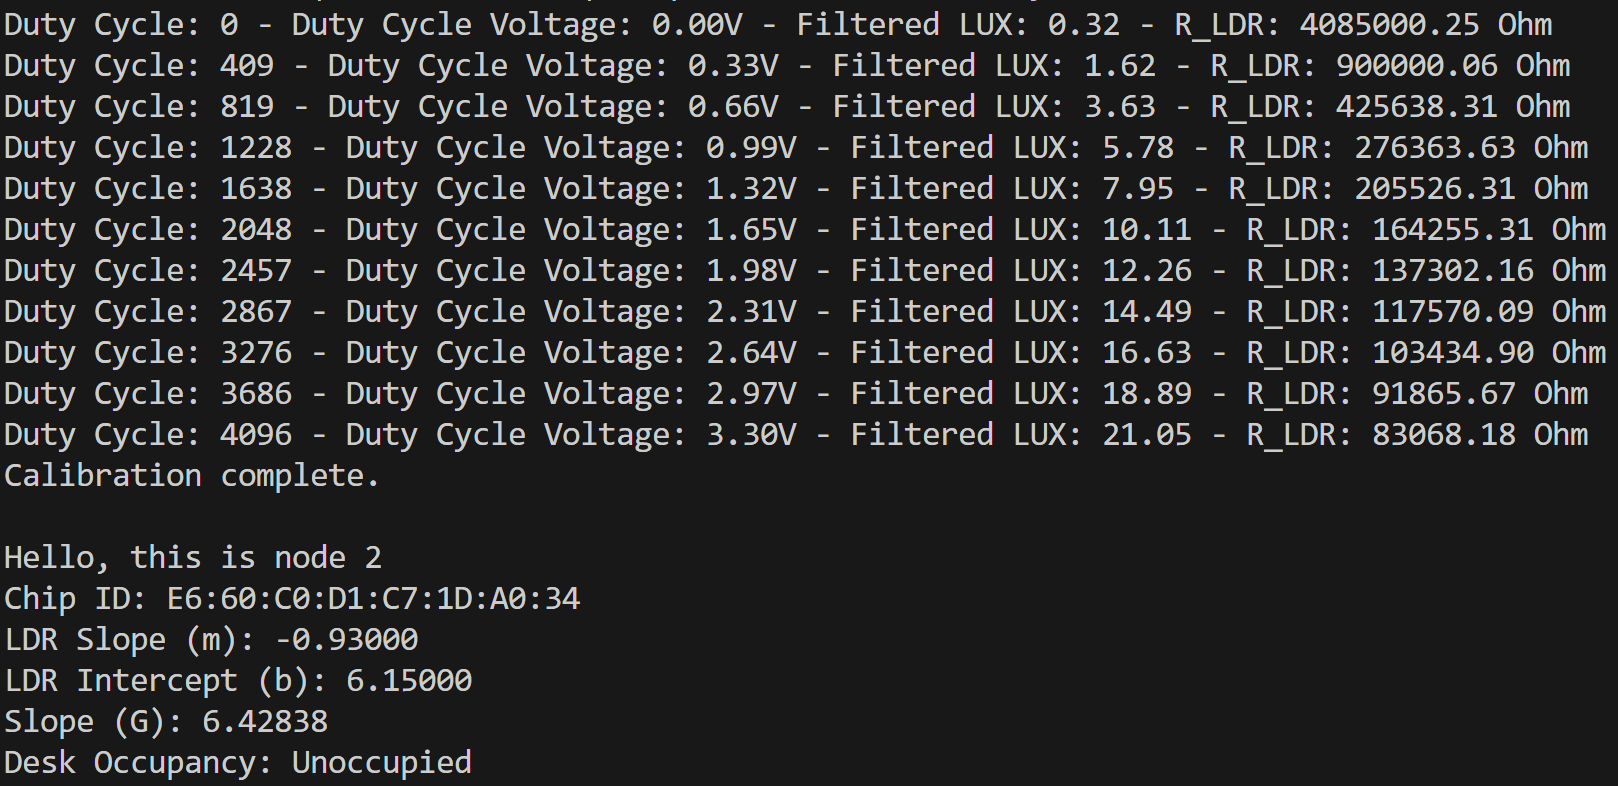 Duty Cycle: 0 - Duty Cycle Voltage: 0.00V - Filtered LUX: 0.32 - R_LDR: 4085000.25 Ohm
Duty Cycle: 409 - Duty Cycle Voltage: 0.33V - Filtered LUX: 1.62 - R_LDR: 900000.06 Ohm
Duty Cycle: 819 - Duty Cycle Voltage: 0.66V - Filtered LUX: 3.63 - R_LDR: 425638.31 Ohm
Duty Cycle: 1228 - Duty Cycle Voltage: 0.99V - Filtered LUX: 5.78 - R_LDR: 276363.63 Ohm
Duty Cycle: 1638 - Duty Cycle Voltage: 1.32V - Filtered LUX: 7.95 - R_LDR: 205526.31 Ohm
Duty Cycle: 2048 - Duty Cycle Voltage: 1.65V - Filtered LUX: 10.11 - R_LDR: 164255.31 Ohm
Duty Cycle: 2457 - Duty Cycle Voltage: 1.98V - Filtered LUX: 12.26 - R_LDR: 137302.16 Ohm
Duty Cycle: 2867 - Duty Cycle Voltage: 2.31V - Filtered LUX: 14.49 - R_LDR: 117570.09 Ohm
Duty Cycle: 3276 - Duty Cycle Voltage: 2.64V - Filtered LUX: 16.63 - R_LDR: 103434.90 Ohm
Duty Cycle: 3686 - Duty Cycle Voltage: 2.97V - Filtered LUX: 18.89 - R_LDR: 91865.67 Ohm
Duty Cycle: 4096 - Duty Cycle Voltage: 3.30V - Filtered LUX: 21.05 - R_LDR: 83068.18 Ohm
Calibration complete.
Hello, this is node 2
Chip ID: E6:60:C0:D1:C7:1D:A0:34
LDR Slope (m): -0.93000
LDR Intercept (b): 6.15000
Slope (G): 6.42838
Desk Occupancy: Unoccupied